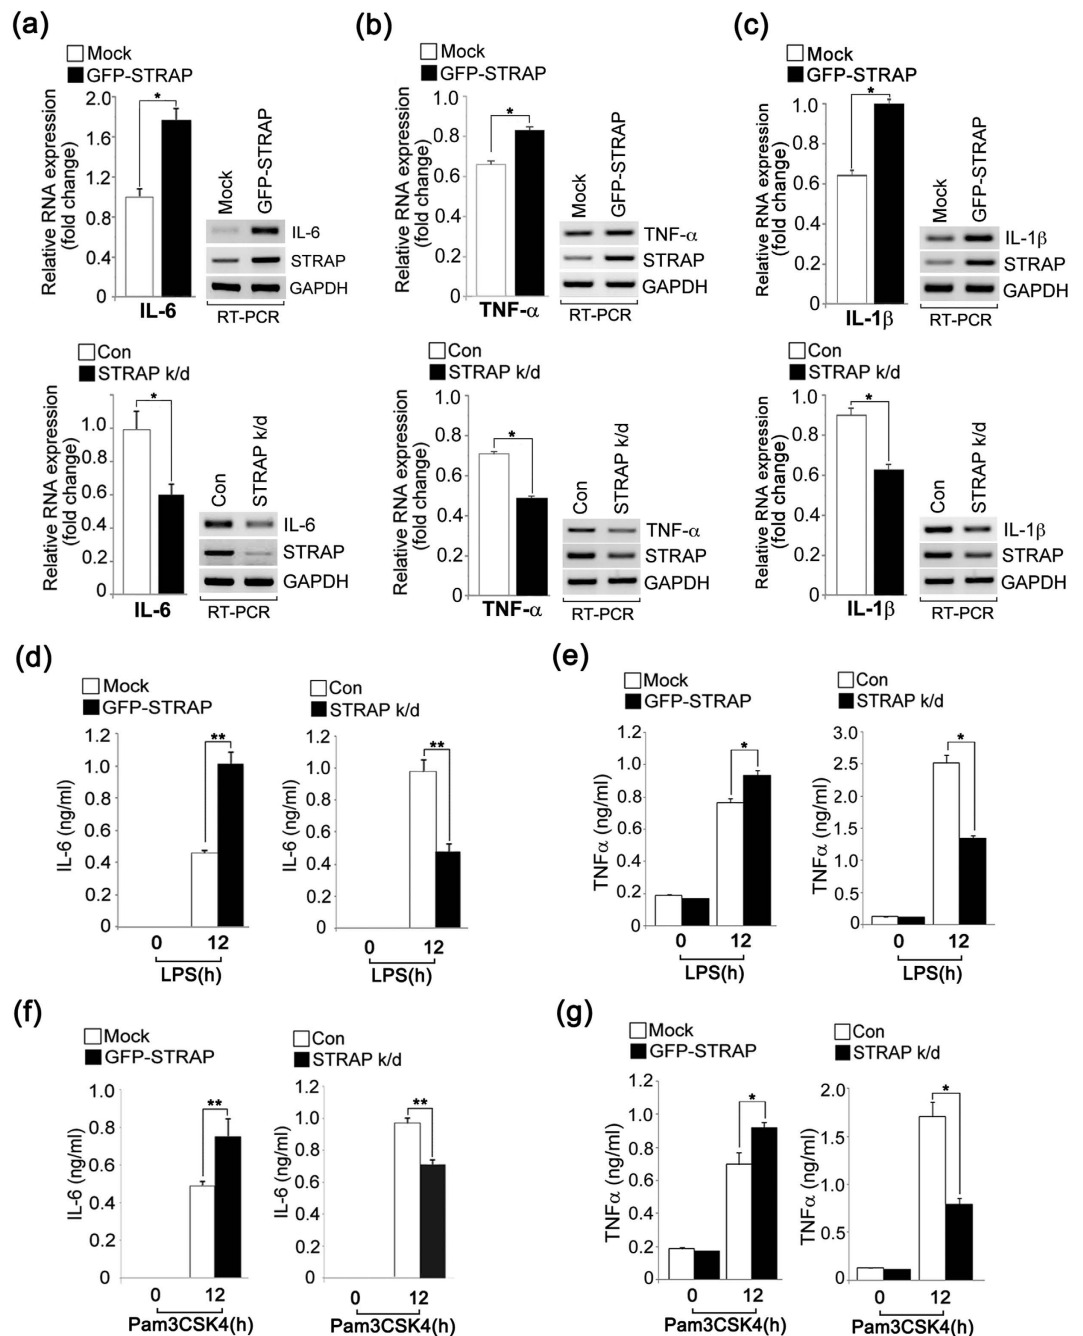 (a)
Mock
GFP-STRAP
Relative RNA expression
(fold change)
2.0
1.6
1.2
0.8
0.4
0
*
IL-6
Mock
GFP-STRAP
IL-6
STRAP
GAPDH
RT-PCR
Con
STRAP k/d
Relative RNA expression
(fold change)
1.2
1.0
0.8
0.6
0.4
0.2
0
*
IL-6
Con
STRAP k/d
IL-6
STRAP
GAPDH
RT-PCR
(b)
Mock
GFP-STRAP
Relative RNA expression
(fold change)
1.0
0.8
0.6
0.4
0.2
0
*
TNF-α
Mock
GFP-STRAP
TNF-α
STRAP
GAPDH
RT-PCR
Con
STRAP k/d
Relative RNA expression
(fold change)
1.0
0.8
0.6
0.4
0.2
0
*
TNF-α
Con
STRAP k/d
TNF-α
STRAP
GAPDH
RT-PCR
(c)
Mock
GFP-STRAP
Relative RNA expression
(fold change)
1.0
0.8
0.6
0.4
0.2
0
*
IL-1β
Mock
GFP-STRAP
IL-1β
STRAP
GAPDH
RT-PCR
Con
STRAP k/d
Relative RNA expression
(fold change)
1.0
0.8
0.6
0.4
0.2
0
*
IL-1β
Con
STRAP k/d
IL-1β
STRAP
GAPDH
RT-PCR
(d)
Mock
GFP-STRAP
IL-6 (ng/ml)
1.2
1.0
0.8
0.6
0.4
0.2
0
**
0 12
LPS(h)
Con
STRAP k/d
IL-6 (ng/ml)
1.2
1.0
0.8
0.6
0.4
0.2
0
**
0 12
LPS(h)
(e)
Mock
GFP-STRAP
TNFα (ng/ml)
1.2
1.0
0.8
0.6
0.4
0.2
0
*
0 12
LPS(h)
Con
STRAP k/d
TNFα (ng/ml)
3.0
2.5
2.0
1.5
1.0
0.5
0
*
0 12
LPS(h)
(f)
Mock
GFP-STRAP
IL-6 (ng/ml)
1.0
0.8
0.6
0.4
0.2
0
**
0 12
Pam3CSK4(h)
Con
STRAP k/d
IL-6 (ng/ml)
1.2
1.0
0.8
0.6
0.4
0.2
0
**
0 12
Pam3CSK4(h)
(g)
Mock
GFP-STRAP
TNFα (ng/ml)
1.2
1.0
0.8
0.6
0.4
0.2
0
*
0 12
Pam3CSK4(h)
Con
STRAP k/d
TNFα (ng/ml)
2.0
1.5
1.0
0.5
0
*
0 12
Pam3CSK4(h)